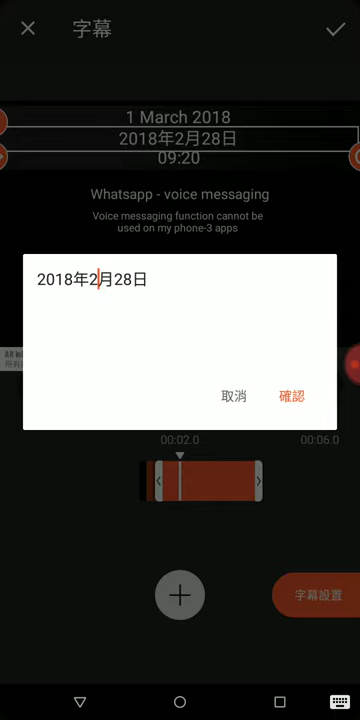 字幕
1 March 2018
2018年2月28日
09:20
Whatsapp - voice messaging
Voice messaging function cannot be
used on my phone-3 apps
2018年2月28日
取消
確認
00:02.0
00:06.0
字幕設置